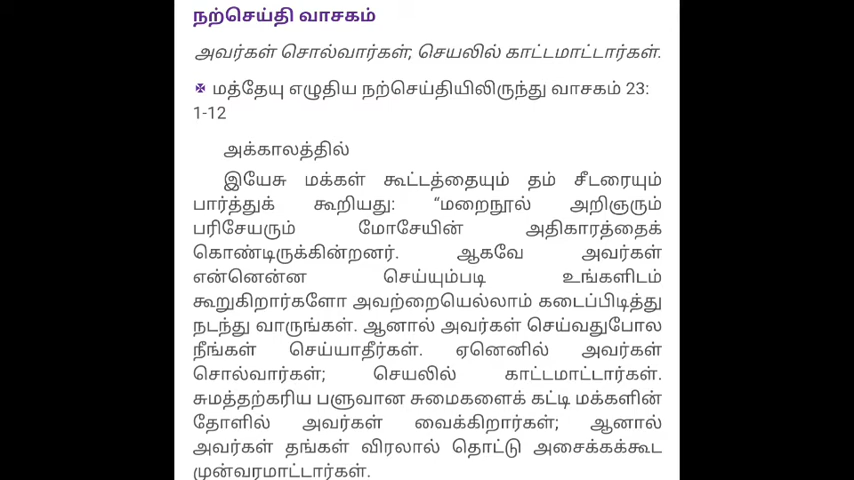 நற்செய்தி வாசகம்
அவர்கள் சொல்வார்கள்; செயலில் காட்டமாட்டார்கள்.
✠ மத்தேயு எழுதிய நற்செய்தியிலிருந்து வாசகம் 23:
1-12
அக்காலத்தில்
இயேசு மக்கள் கூட்டத்தையும் தம் சீடரையும்
பார்த்துக் கூறியது: “மறைநூல் அறிஞரும்
பரிசேயரும் மோசேயின் அதிகாரத்தைக்
கொண்டிருக்கின்றனர். ஆகவே அவர்கள்
என்னென்ன செய்யும்படி உங்களிடம்
கூறுகிறார்களோ அவற்றையெல்லாம் கடைப்பிடித்து
நடந்து வாருங்கள். ஆனால் அவர்கள் செய்வதுபோல
நீங்கள் செய்யாதீர்கள். ஏனெனில் அவர்கள்
சொல்வார்கள்; செயலில் காட்டமாட்டார்கள்.
சுமத்தற்கரிய பளுவான சுமைகளைக் கட்டி மக்களின்
தோளில் அவர்கள் வைக்கிறார்கள்; ஆனால்
அவர்கள் தங்கள் விரலால் தொட்டு அசைக்கக்கூட
முன்வரமாட்டார்கள்.